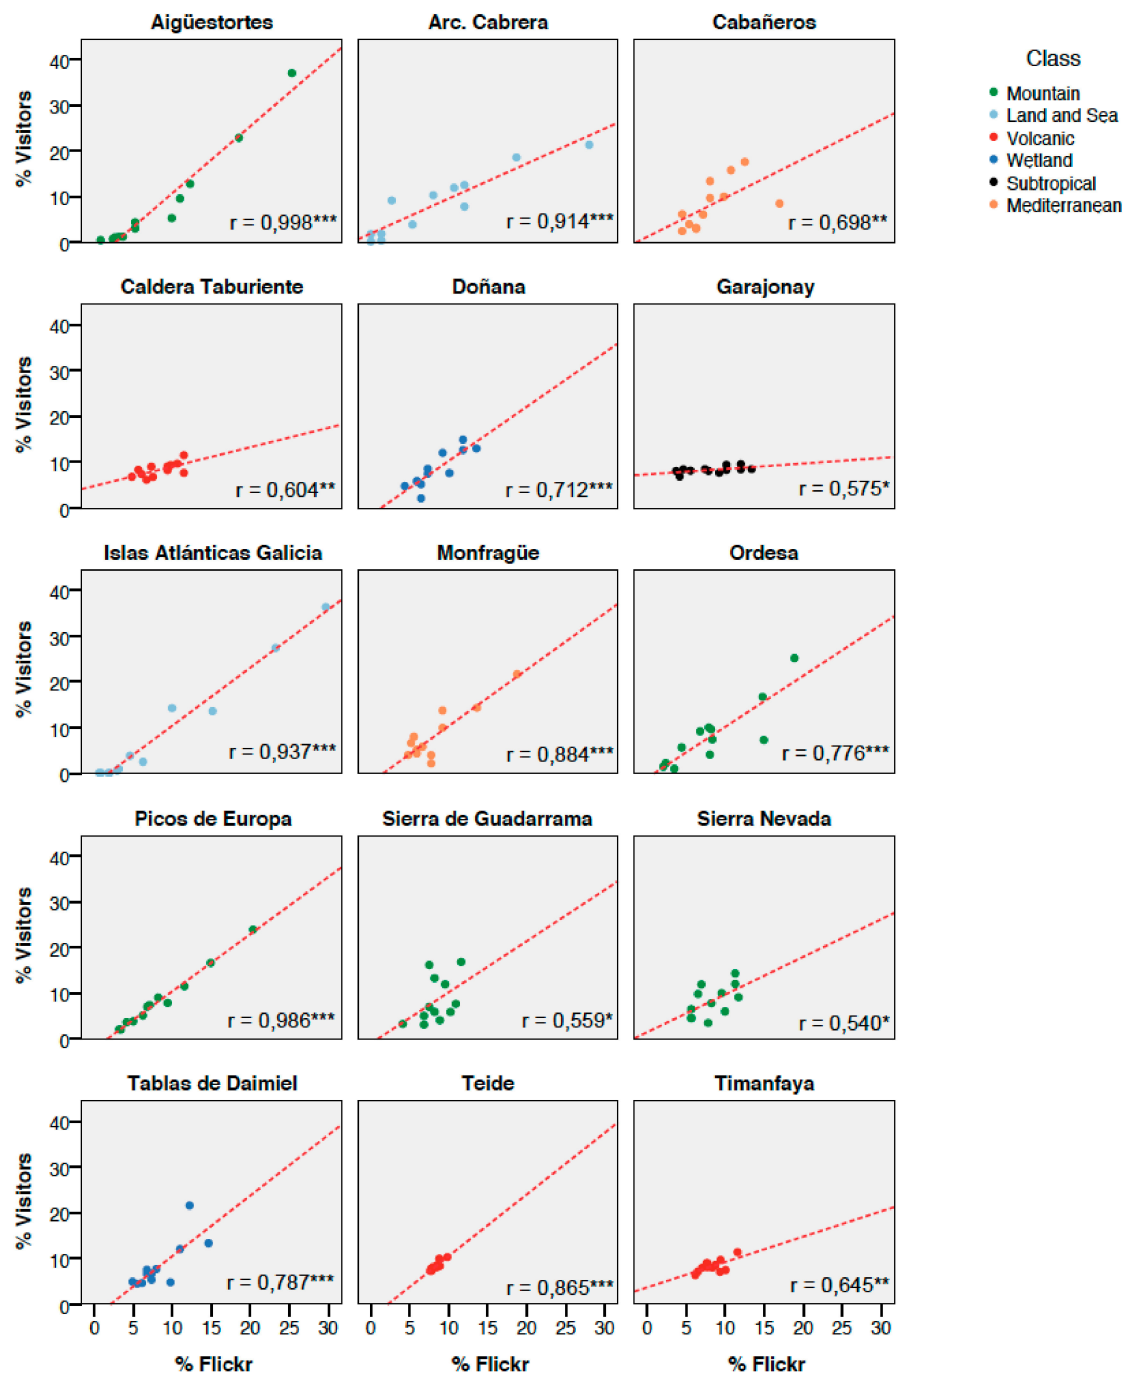 Aigüestortes Arc. Cabrera Cabañeros
% Visitors
40
30
20
10
0
r = 0,998***
r = 0,914***
r = 0,698**
Class
Mountain
Land and Sea
Volcanic
Wetland
Subtropical
Mediterranean
Caldera Taburiente Doñana Garajonay
% Visitors
40
30
20
10
0
r = 0,604**
r = 0,712***
r = 0,575*
Islas Atlánticas Galicia Monfragüe Ordesa
% Visitors
40
30
20
10
0
r = 0,937***
r = 0,884***
r = 0,776***
Picos de Europa Sierra de Guadarrama Sierra Nevada
% Visitors
40
30
20
10
0
r = 0,986***
r = 0,559*
r = 0,540*
Tablas de Daimiel Teide Timanfaya
% Visitors
40
30
20
10
0
r = 0,787***
r = 0,865***
r = 0,645**
0 5 10 15 20 25 30 0 5 10 15 20 25 30 0 5 10 15 20 25 30
% Flickr % Flickr % Flickr